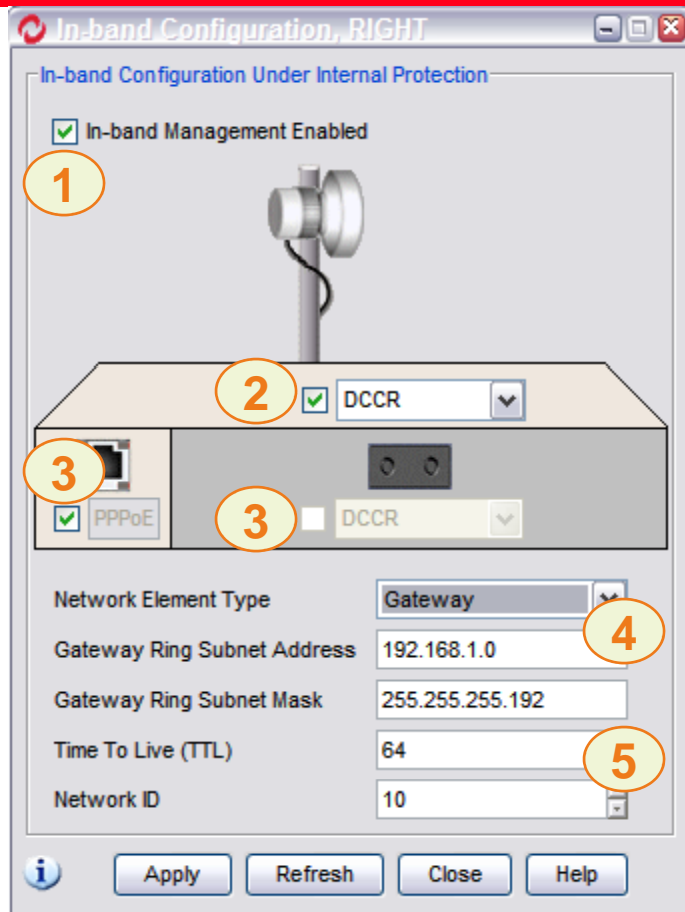 In-band Configuration, RIGHT
In-band Configuration Under Internal Protection
In-band Management Enabled
1
2 DCCR
3
PPPoE 3 DCCR
Network Element Type Gateway
4
Gateway Ring Subnet Address 192.168.1.0
Gateway Ring Subnet Mask 255.255.255.192
Time To Live (TTL) 64
5
Network ID 10
i Apply Refresh Close Help